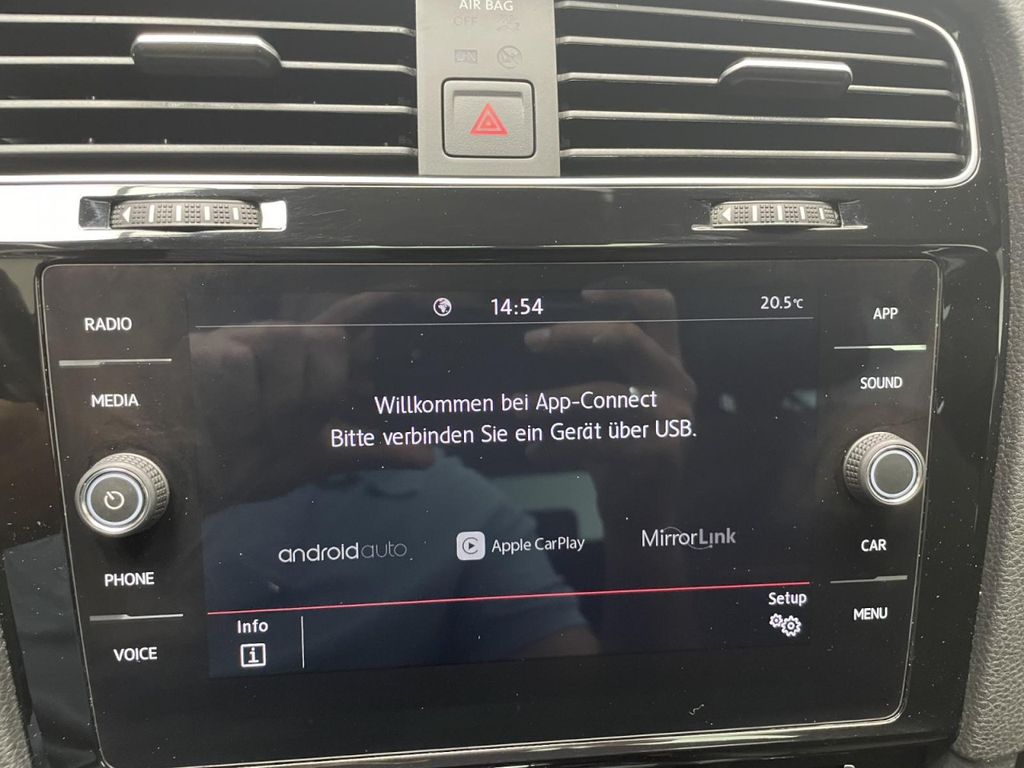 AIR BAG
OFF
ON
14:54
20.5°C
RADIO
MEDIA
PHONE
VOICE
Willkommen bei App-Connect
Bitte verbinden Sie ein Gerät über USB.
androidauto
Apple CarPlay
MirrorLink
Info
i
Setup
APP
SOUND
CAR
MENU